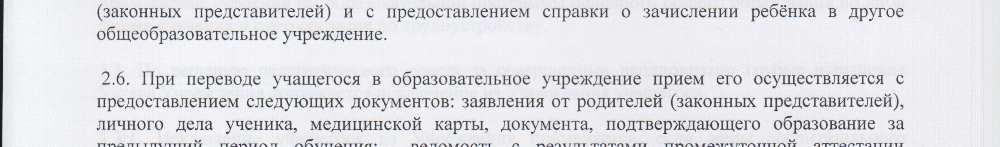 (законных представителей) и с предоставлением справки о зачислении ребёнка в другое
общеобразовательное учреждение.
2.6. При переводе учащегося в образовательное учреждение прием его осуществляется с
предоставлением следующих документов: заявления от родителей (законных представителей),
личного дела ученика, медицинской карты, документа, подтверждающего образование за
предыдущий период обучения: ведомость с результатами промежуточной аттестации